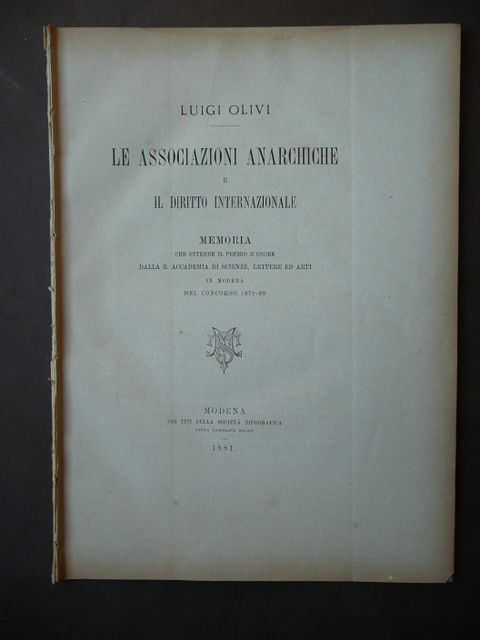 LUIGI OLIVI
LE ASSOCIAZIONI ANARCHICHE
E
IL DIRITTO INTERNAZIONALE
MEMORIA
CHE OTTENNE IL PREMIO D'ONORE
DALLA R. ACCADEMIA DI SCIENZE, LETTERE ED ARTI
IN MODENA
NEL CONCORSO 1879-80
MODENA
COI TIPI DELLA SOCIETÀ TIPOGRAFICA
1881.